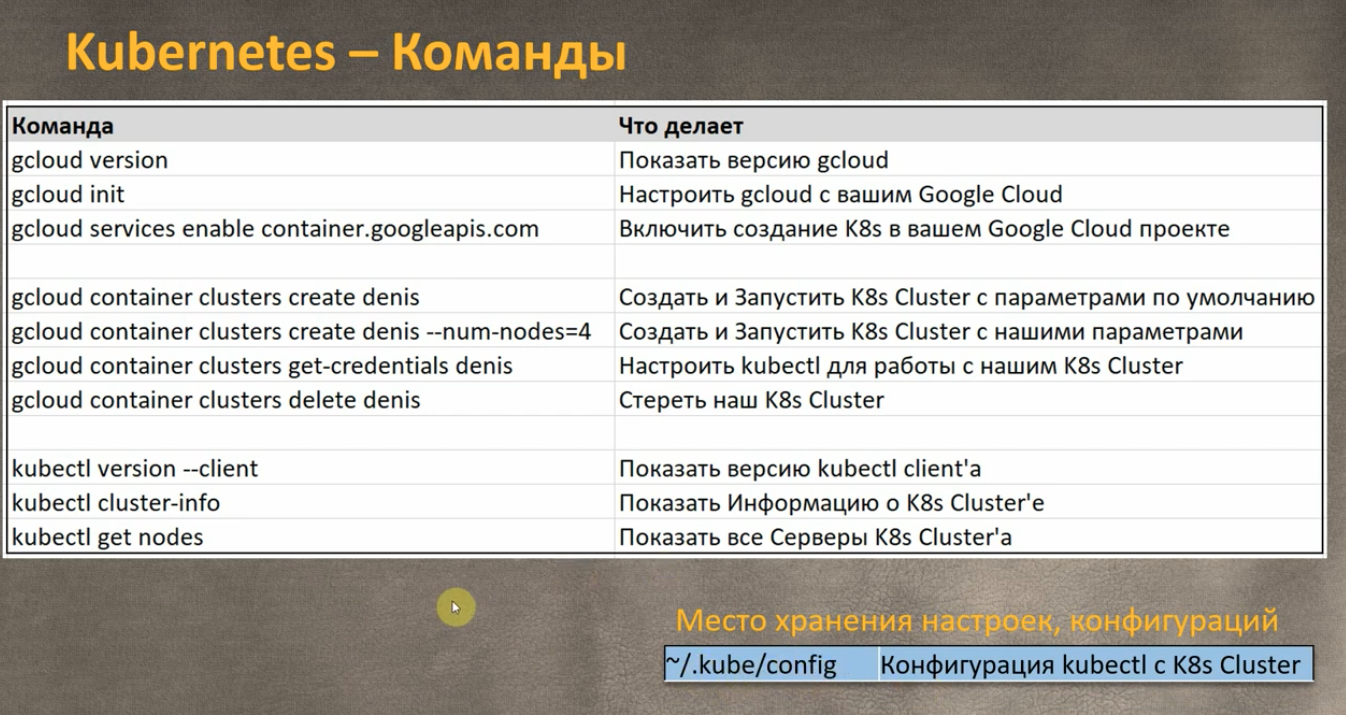 Kubernetes – Команды
Команда Что делает
gcloud version Показать версию gcloud
gcloud init Настроить gcloud с вашим Google Cloud
gcloud services enable container.googleapis.com Включить создание K8s в вашем Google Cloud проекте
gcloud container clusters create denis Создать и Запустить K8s Cluster с параметрами по умолчанию
gcloud container clusters create denis --num-nodes=4 Создать и Запустить K8s Cluster с нашими параметрами
gcloud container clusters get-credentials denis Настроить kubectl для работы с нашим K8s Cluster
gcloud container clusters delete denis Стереть наш K8s Cluster
kubectl version --client Показать версию kubectl client'а
kubectl cluster-info Показать Информацию о K8s Cluster'е
kubectl get nodes Показать все Серверы K8s Cluster'а
Место хранения настроек, конфигураций
~/.kube/config Конфигурация kubectl с K8s Cluster